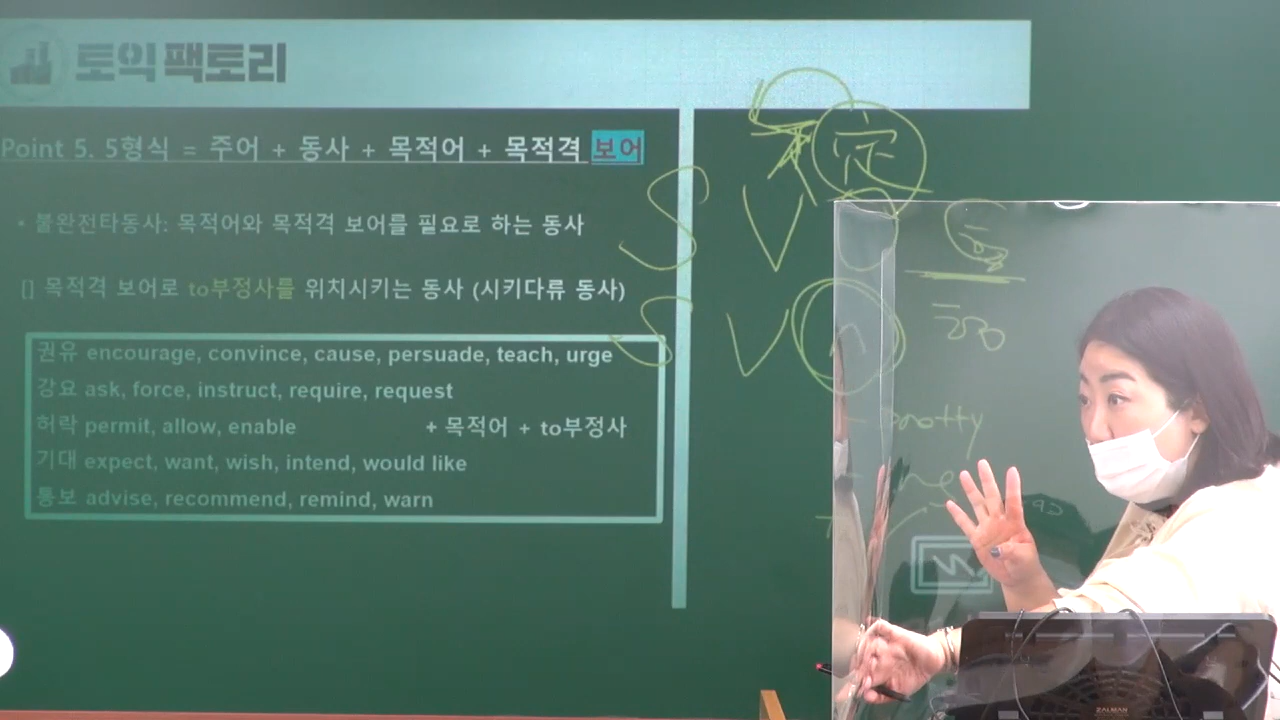 토익팩토리
Point 5. 5형식 = 주어 + 동사 + 목적어 + 목적격 보어
• 불완전타동사: 목적어와 목적격 보어를 필요로 하는 동사
[] 목적격 보어로 to부정사를 위치시키는 동사 (시키다류 동사)
권유 encourage, convince, cause, persuade, teach, urge
강요 ask, force, instruct, require, request
허락 permit, allow, enable + 목적어 + to부정사
기대 expect, want, wish, intend, would like
통보 advise, recommend, remind, warn
不定
S V O
S V n
pretty
ZALMAN